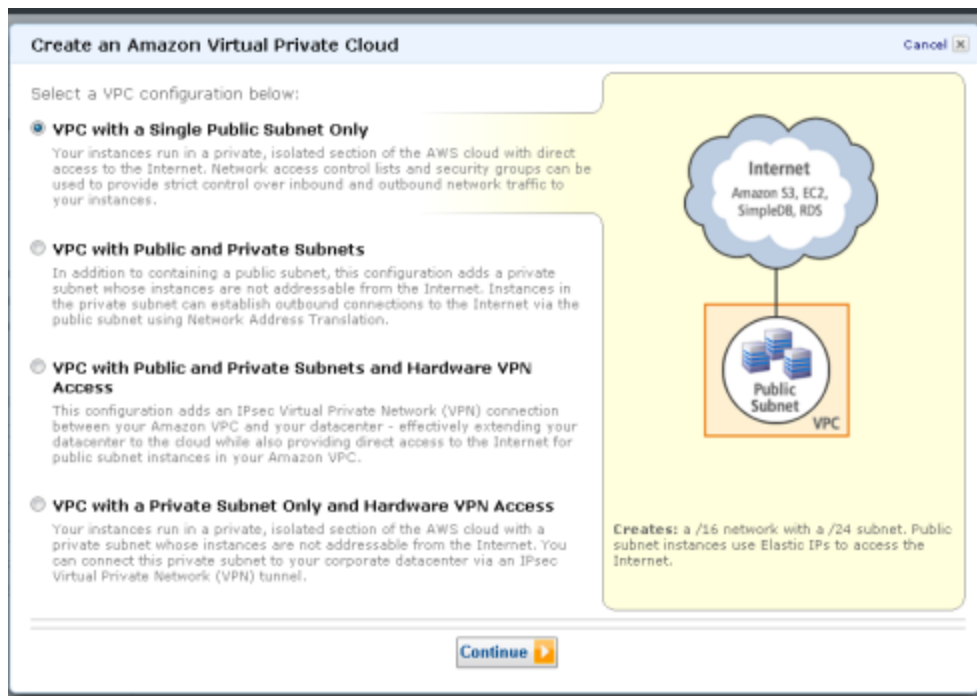 Create an Amazon Virtual Private Cloud
Cancel
Select a VPC configuration below:
VPC with a Single Public Subnet Only
Your instances run in a private, isolated section of the AWS cloud with direct
access to the Internet. Network access control lists and security groups can be
used to provide strict control over inbound and outbound network traffic to
your instances.
VPC with Public and Private Subnets
In addition to containing a public subnet, this configuration adds a private
subnet whose instances are not addressable from the Internet. Instances in
the private subnet can establish outbound connections to the Internet via the
public subnet using Network Address Translation.
VPC with Public and Private Subnets and Hardware VPN
Access
This configuration adds an IPsec Virtual Private Network (VPN) connection
between your Amazon VPC and your datacenter - effectively extending your
datacenter to the cloud while also providing direct access to the Internet for
public subnet instances in your Amazon VPC.
VPC with a Private Subnet Only and Hardware VPN Access
Your instances run in a private, isolated section of the AWS cloud with a
private subnet whose instances are not addressable from the Internet. You
can connect this private subnet to your corporate datacenter via an IPsec
Virtual Private Network (VPN) tunnel.
Internet
Amazon S3, EC2,
SimpleDB, RDS
Public
Subnet
VPC
Creates: a /16 network with a /24 subnet. Public
subnet instances use Elastic IPs to access the
Internet.
Continue